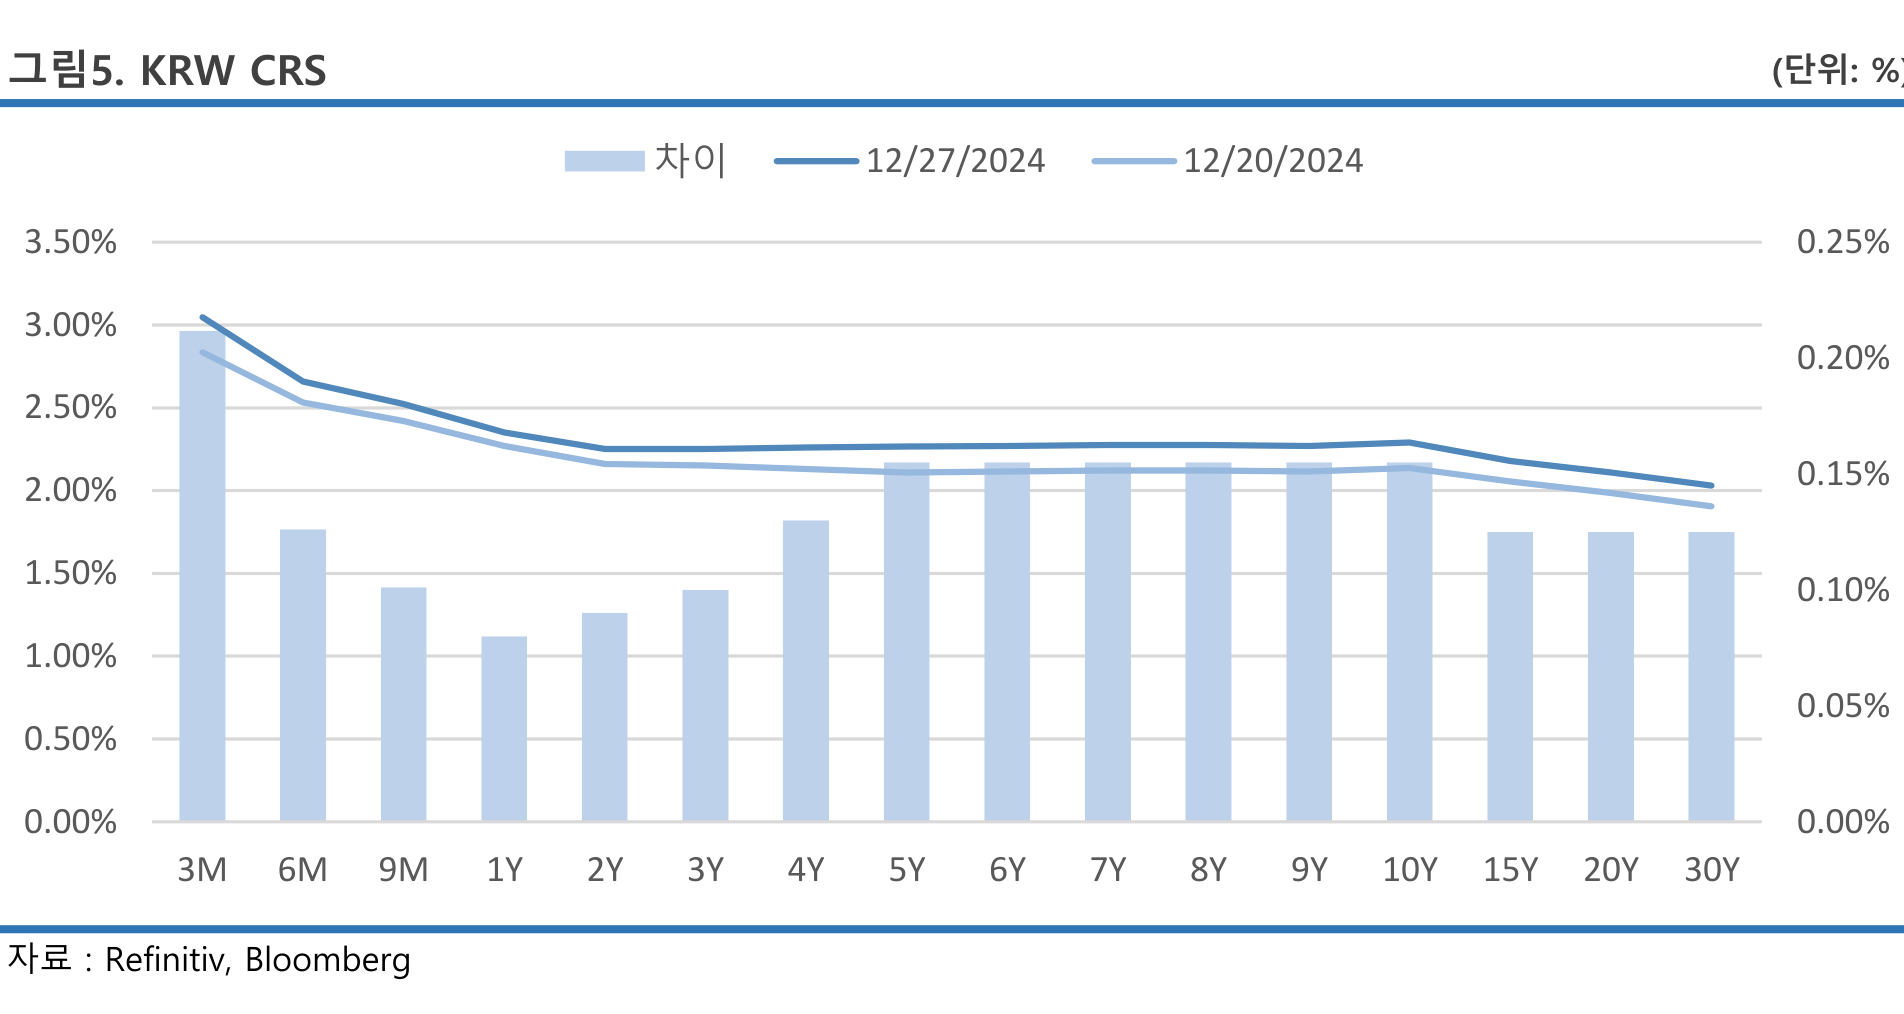 그림5. KRW CRS
(단위: %)
차이 12/27/2024 12/20/2024
3.50% 0.25%
3.00%
0.20%
2.50%
2.00% 0.15%
1.50%
0.10%
1.00%
0.05%
0.50%
0.00% 0.00%
3M 6M 9M 1Y 2Y 3Y 4Y 5Y 6Y 7Y 8Y 9Y 10Y 15Y 20Y 30Y
자료 : Refinitiv, Bloomberg